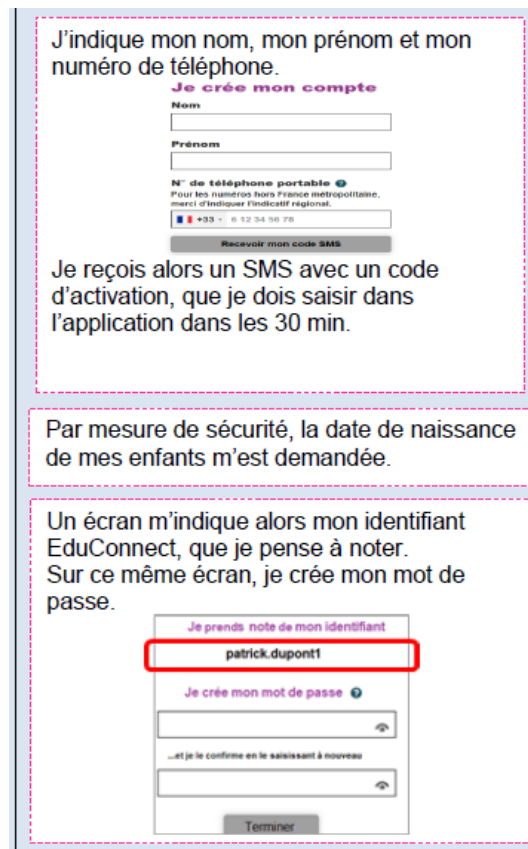 J'indique mon nom, mon prénom et mon
numéro de téléphone.
Je crée mon compte
Nom
Prénom
N° de téléphone portable ?
Pour les numéros hors France métropolitaine,
merci d'indiquer l'indicatif régional.
+33 - 6 12 34 56 78
Recevoir mon code SMS
Je reçois alors un SMS avec un code
d'activation, que je dois saisir dans
l'application dans les 30 min.
Par mesure de sécurité, la date de naissance
de mes enfants m'est demandée.
Un écran m'indique alors mon identifiant
EduConnect, que je pense à noter.
Sur ce même écran, je crée mon mot de
passe.
Je prends note de mon identifiant
patrick.dupont1
Je crée mon mot de passe ?
...et je le confirme en le saisissant à nouveau
Terminer